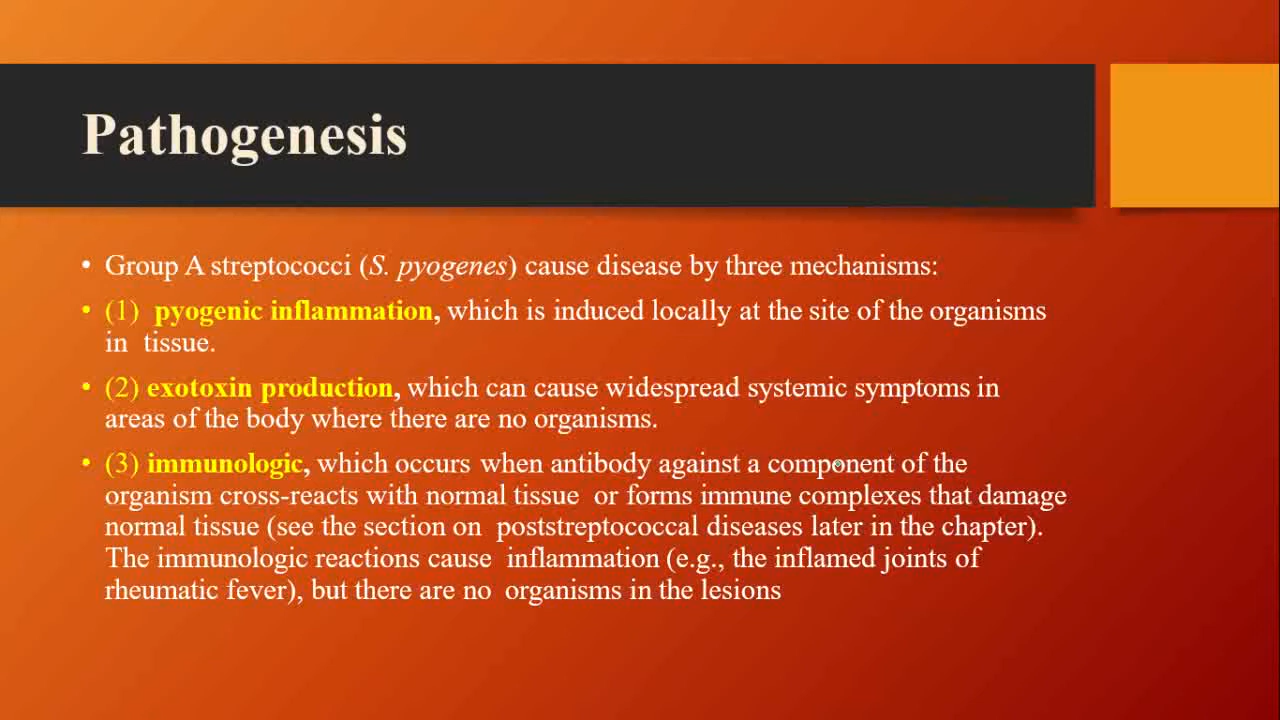 Pathogenesis
• Group A streptococci (S. pyogenes) cause disease by three mechanisms:
• (1) pyogenic inflammation, which is induced locally at the site of the organisms
in tissue.
• (2) exotoxin production, which can cause widespread systemic symptoms in
areas of the body where there are no organisms.
• (3) immunologic, which occurs when antibody against a component of the
organism cross-reacts with normal tissue or forms immune complexes that damage
normal tissue (see the section on poststreptococcal diseases later in the chapter).
The immunologic reactions cause inflammation (e.g., the inflamed joints of
rheumatic fever), but there are no organisms in the lesions